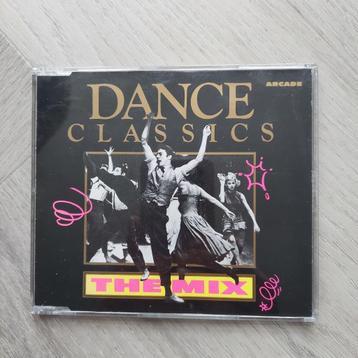 ARCADE
DANCE
CLASSICS
THE MIX